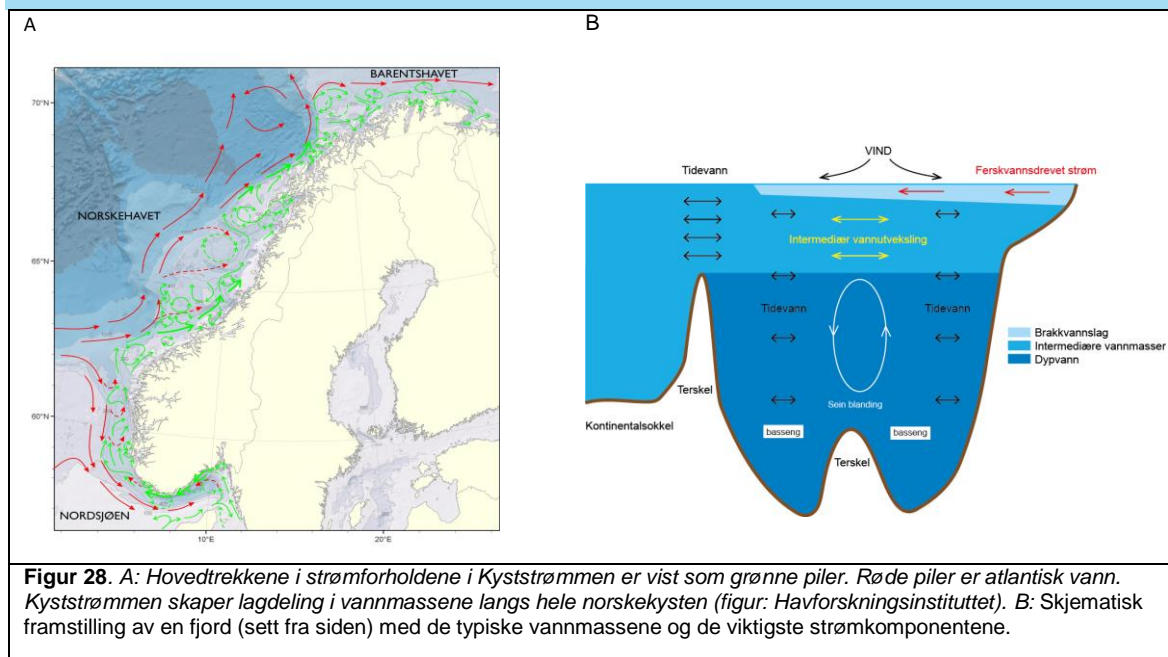 A
B
BARENTSHAVET
70°N
NORSKEHAVET
65°N
60°N
NORDSJØEN
10°E
20°E
VIND
Tidevann
Ferskvannsdrevet strøm
Intermediær vannutveksling
Tidevann
Tidevann
Brakkvannslag
Intermediære vannmasser
Dypvann
Terskel
Sein blanding
Kontinentalsokkel
basseng
basseng
Terskel
Figur 28. A: Hovedtrekkene i strømforholdene i Kyststrømmen er vist som grønne piler. Røde piler er atlantisk vann.
Kyststrømmen skaper lagdeling i vannmassene langs hele norskekysten (figur: Havforskningsinstituttet). B: Skjematisk
framstilling av en fjord (sett fra siden) med de typiske vannmassene og de viktigste strømkomponentene.